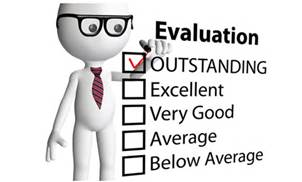 Evaluation
OUTSTANDING
Excellent
Very Good
Average
Below Average